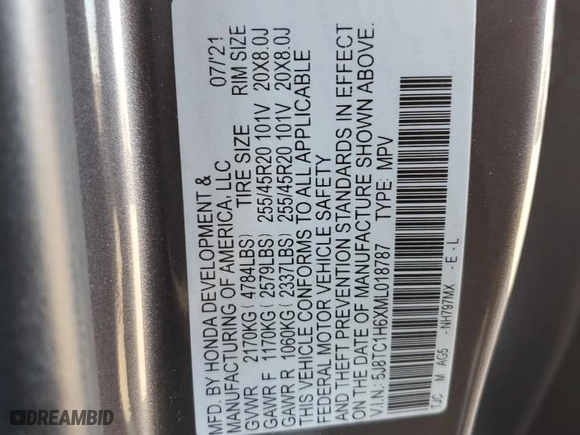 MFD. BY HONDA DEVELOPMENT &
MANUFACTURING OF AMERICA, LLC 07/'21
GVWR 2170KG ( 4784LBS) TIRE SIZE RIM SIZE
GAWR F 1170KG ( 2579LBS) 255/45R20 101V 20X8.0J
GAWR R 1060KG ( 2337LBS) 255/45R20 101V 20X8.0J
THIS VEHICLE CONFORMS TO ALL APPLICABLE
FEDERAL MOTOR VEHICLE SAFETY
AND THEFT PREVENTION STANDARDS IN EFFECT
ON THE DATE OF MANUFACTURE SHOWN ABOVE.
V.I.N.: 5J8TC1H6XML018787 TYPE: MPV
TJC M AG5 -NH797MX -E-L
DREAMBID